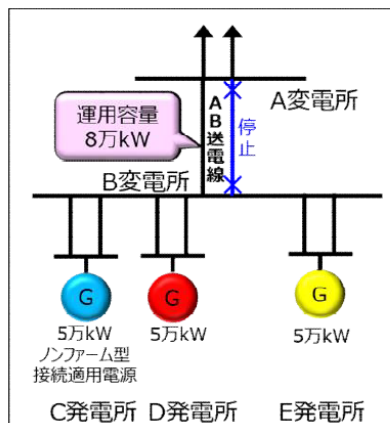 A変電所
運用容量
8万kW
AB送電線
停止
B変電所
G
G
G
5万kW
5万kW
5万kW
ノンファーム型
接続適用電源
C発電所
D発電所
E発電所